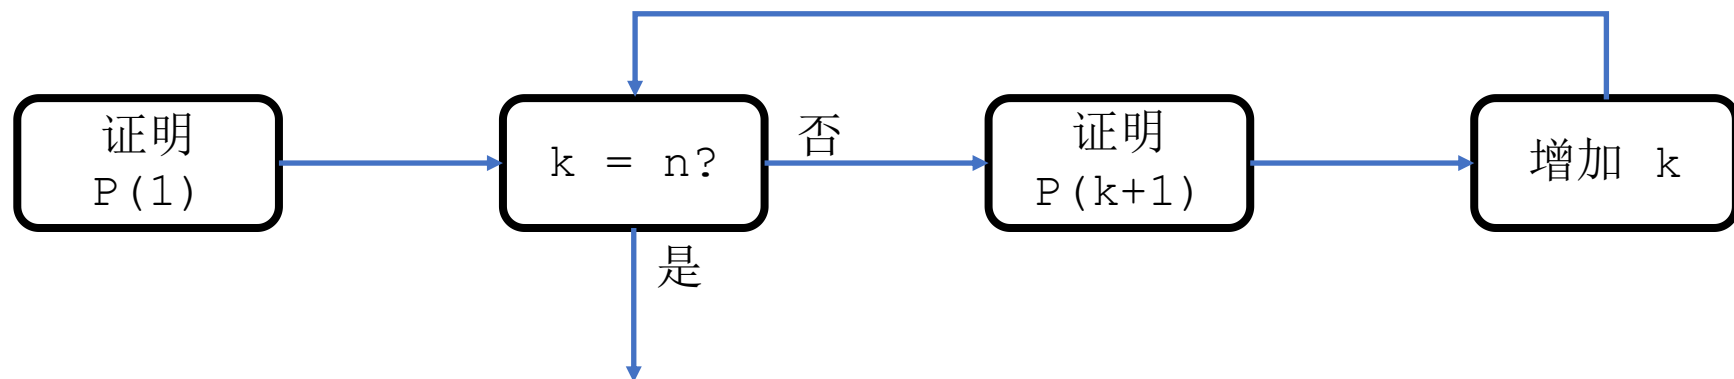 证明
P(1)
k = n?
否
证明
P(k+1)
增加 k
是